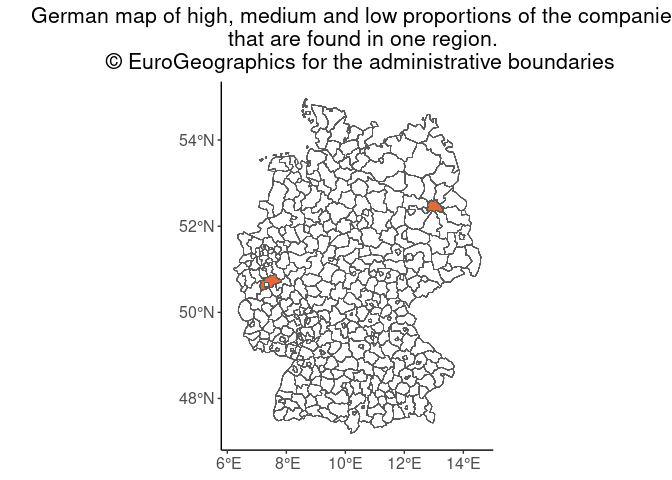 German map of high, medium and low proportions of the companie
that are found in one region.
© EuroGeographics for the administrative boundaries
54°N
52°N
50°N
48°N
6°E 8°E 10°E 12°E 14°E